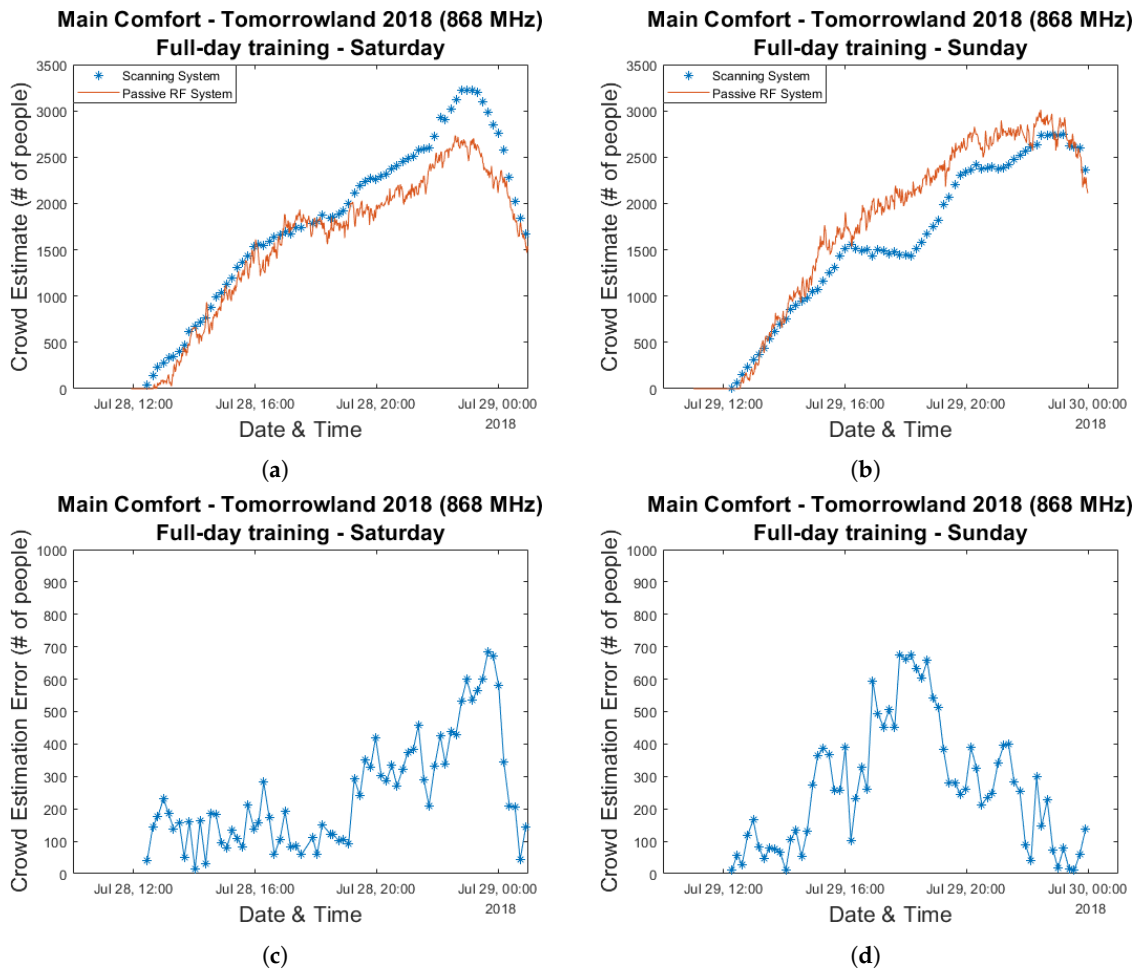 Main Comfort - Tomorrowland 2018 (868 MHz)
Full-day training - Saturday
Crowd Estimate (# of people)
3500
3000
2500
2000
1500
1000
500
0
Scanning System
Passive RF System
Jul 28, 12:00
Jul 28, 16:00
Jul 28, 20:00
Jul 29, 00:00
2018
Date & Time
(a)
Main Comfort - Tomorrowland 2018 (868 MHz)
Full-day training - Sunday
Crowd Estimate (# of people)
3500
3000
2500
2000
1500
1000
500
0
Scanning System
Passive RF System
Jul 29, 12:00
Jul 29, 16:00
Jul 29, 20:00
Jul 30, 00:00
2018
Date & Time
(b)
Main Comfort - Tomorrowland 2018 (868 MHz)
Full-day training - Saturday
Crowd Estimation Error (# of people)
1000
900
800
700
600
500
400
300
200
100
0
Jul 28, 12:00
Jul 28, 16:00
Jul 28, 20:00
Jul 29, 00:00
2018
Date & Time
(c)
Main Comfort - Tomorrowland 2018 (868 MHz)
Full-day training - Sunday
Crowd Estimation Error (# of people)
1000
900
800
700
600
500
400
300
200
100
0
Jul 29, 12:00
Jul 29, 16:00
Jul 29, 20:00
Jul 30, 00:00
2018
Date & Time
(d)